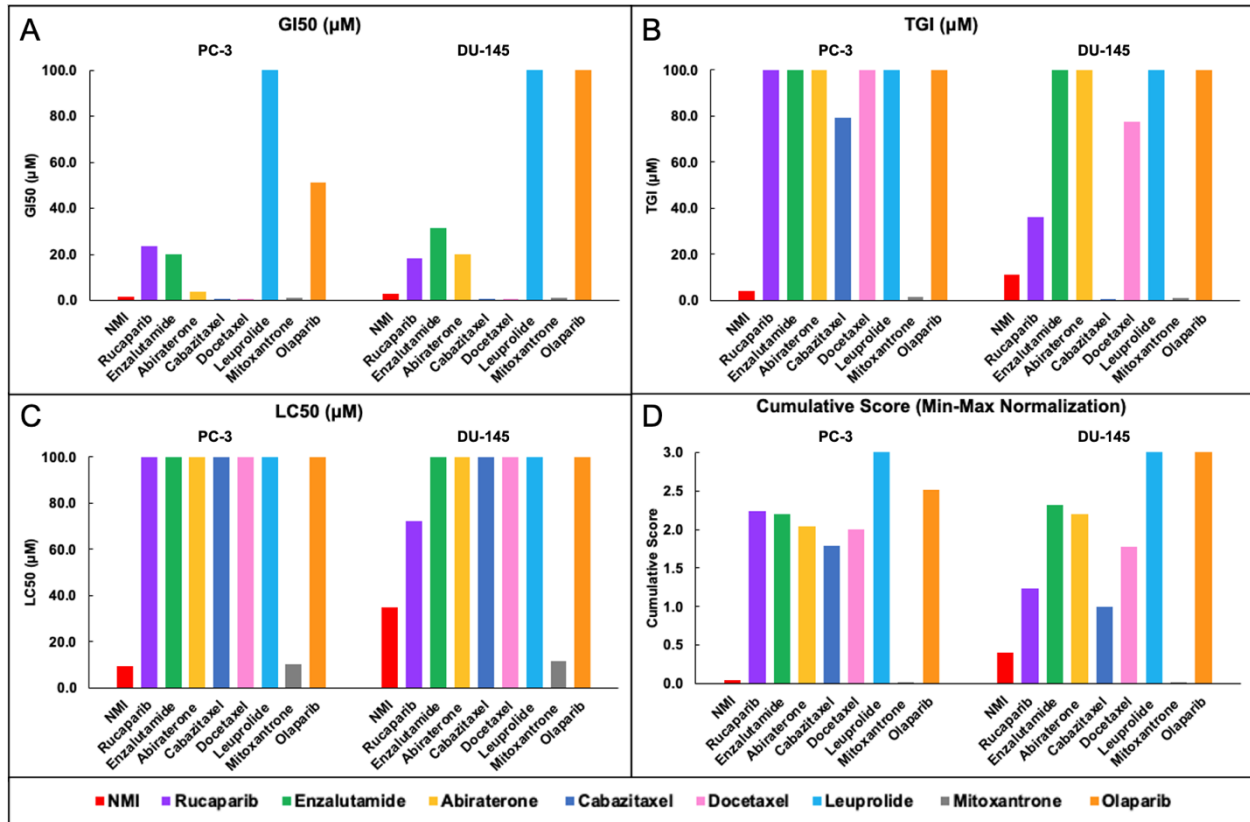 A
GI50 (µM)
PC-3
DU-145
100.0
80.0
60.0
40.0
20.0
0.0
GI50 (µM)
NMI
Rucaparib
Enzalutamide
Abiraterone
Cabazitaxel
Docetaxel
Leuprolide
Mitoxantrone
Olaparib
NMI
Rucaparib
Enzalutamide
Abiraterone
Cabazitaxel
Docetaxel
Leuprolide
Mitoxantrone
Olaparib
B
TGI (µM)
PC-3
DU-145
100.0
80.0
60.0
40.0
20.0
0.0
TGI (µM)
NMI
Rucaparib
Enzalutamide
Abiraterone
Cabazitaxel
Docetaxel
Leuprolide
Mitoxantrone
Olaparib
NMI
Rucaparib
Enzalutamide
Abiraterone
Cabazitaxel
Docetaxel
Leuprolide
Mitoxantrone
Olaparib
C
LC50 (µM)
PC-3
DU-145
100.0
80.0
60.0
40.0
20.0
0.0
LC50 (µM)
NMI
Rucaparib
Enzalutamide
Abiraterone
Cabazitaxel
Docetaxel
Leuprolide
Mitoxantrone
Olaparib
NMI
Rucaparib
Enzalutamide
Abiraterone
Cabazitaxel
Docetaxel
Leuprolide
Mitoxantrone
Olaparib
D
Cumulative Score (Min-Max Normalization)
PC-3
DU-145
3.0
2.5
2.0
1.5
1.0
0.5
0.0
Cumulative Score
NMI
Rucaparib
Enzalutamide
Abiraterone
Cabazitaxel
Docetaxel
Leuprolide
Mitoxantrone
Olaparib
NMI
Rucaparib
Enzalutamide
Abiraterone
Cabazitaxel
Docetaxel
Leuprolide
Mitoxantrone
Olaparib
NMI Rucaparib Enzalutamide Abiraterone Cabazitaxel Docetaxel Leuprolide Mitoxantrone Olaparib